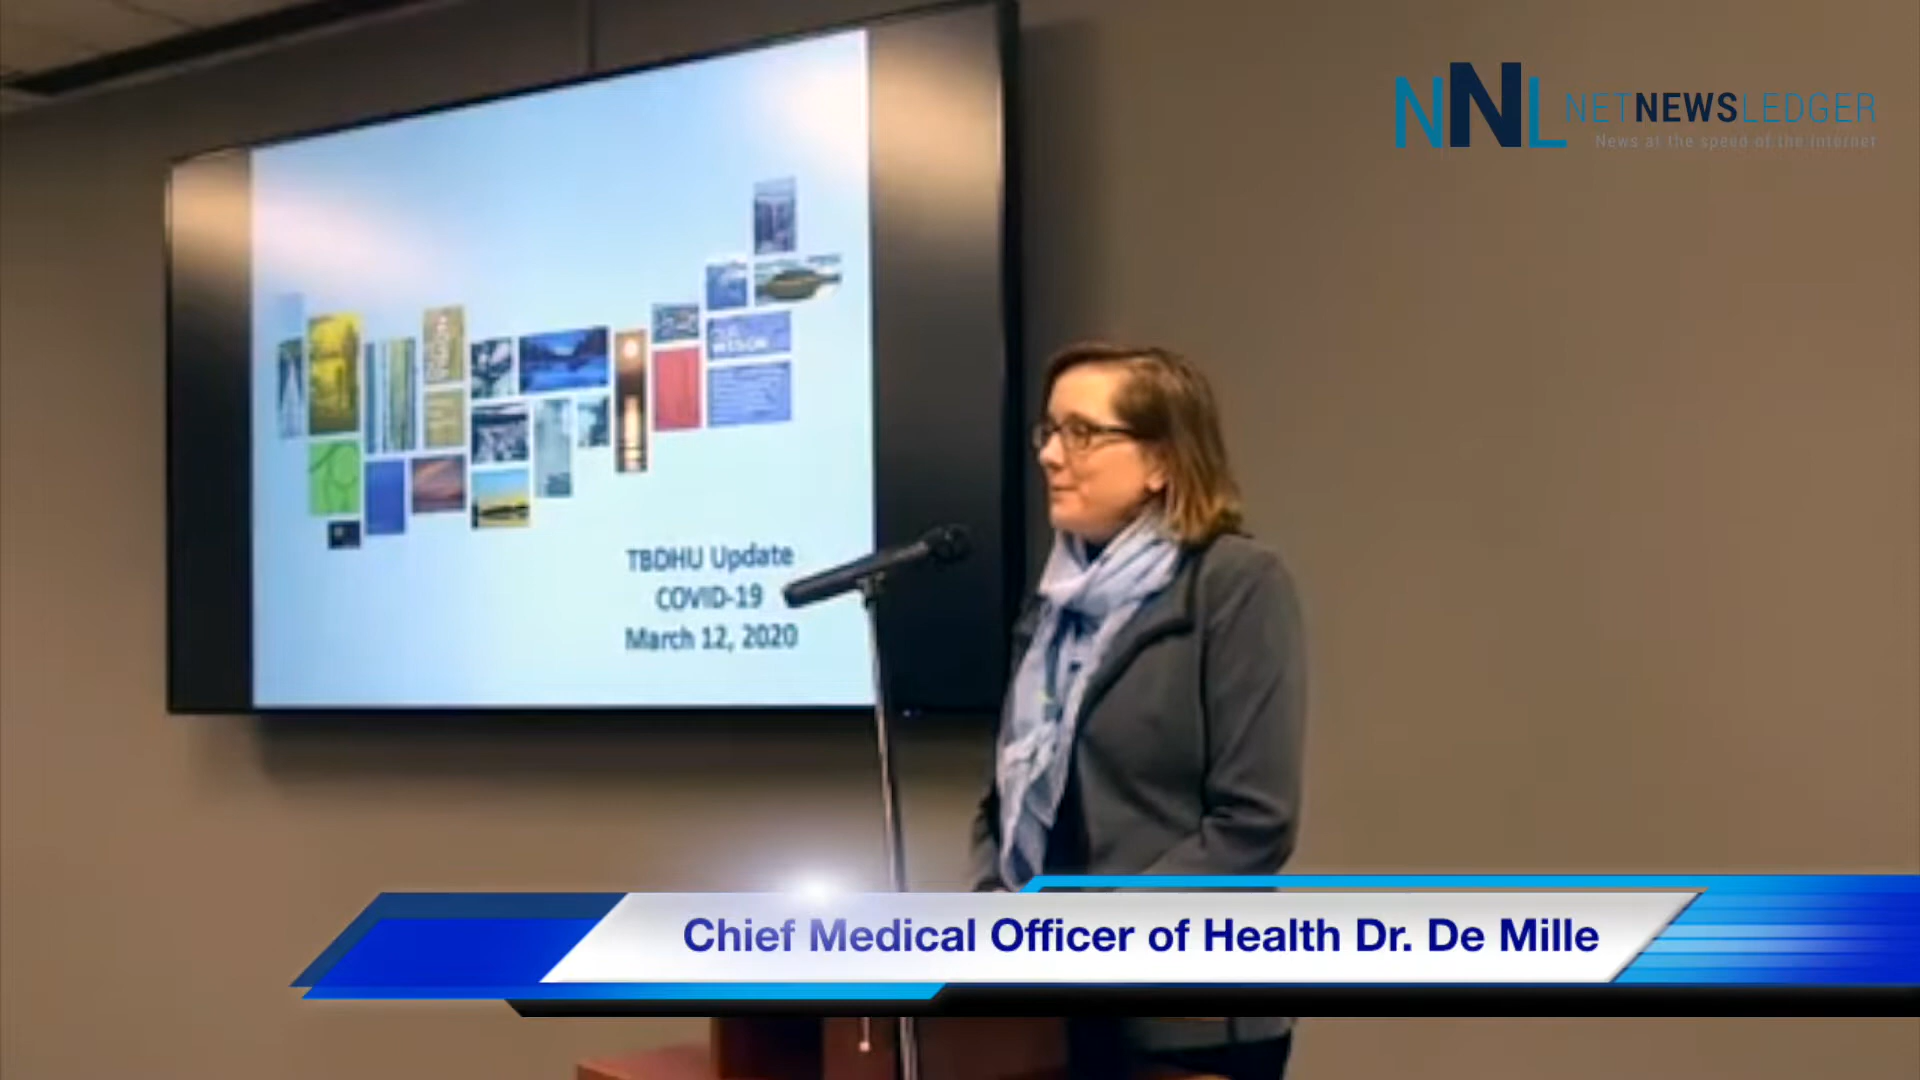 NNL NETNEWSLEDGER
News at the speed of the Internet
TBDHU Update
COVID-19
March 12, 2020
Chief Medical Officer of Health Dr. De Mille